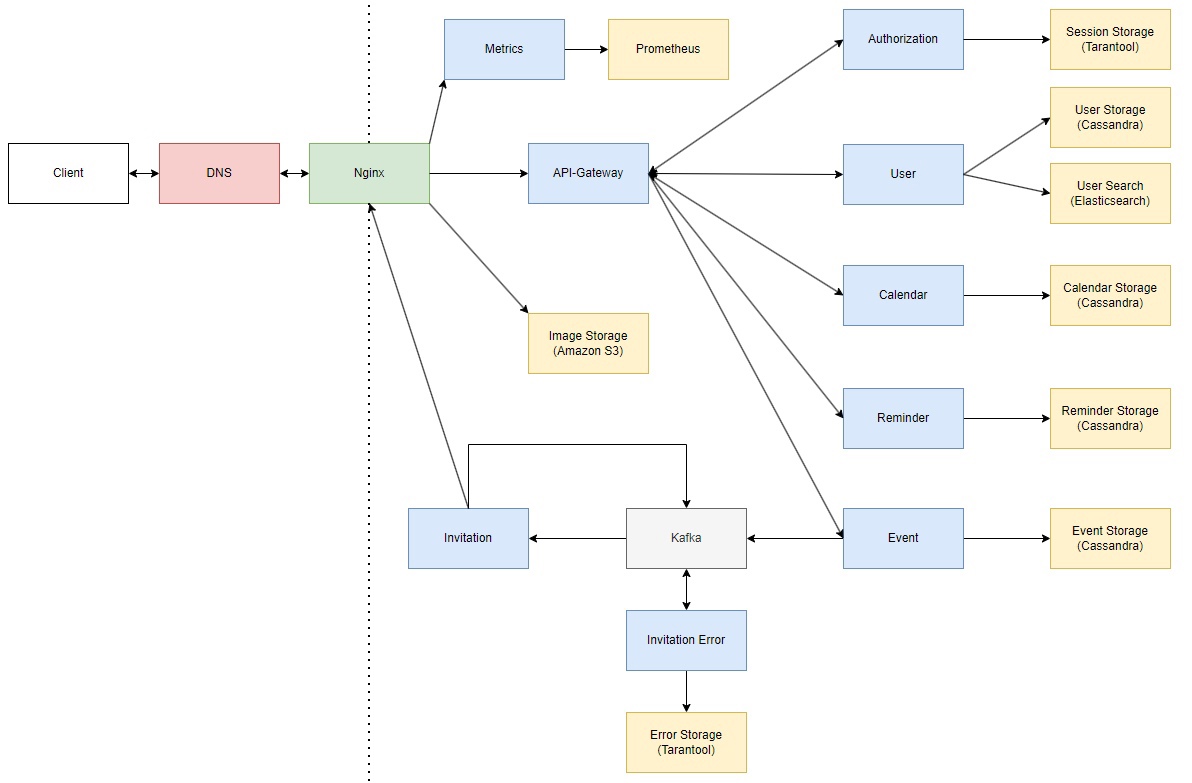 Metrics
Prometheus
Authorization
Session Storage
(Tarantool)
User Storage
(Cassandra)
Client
DNS
Nginx
API-Gateway
User
User Search
(Elasticsearch)
Calendar
Calendar Storage
(Cassandra)
Image Storage
(Amazon S3)
Reminder
Reminder Storage
(Cassandra)
Invitation
Kafka
Event
Event Storage
(Cassandra)
Invitation Error
Error Storage
(Tarantool)